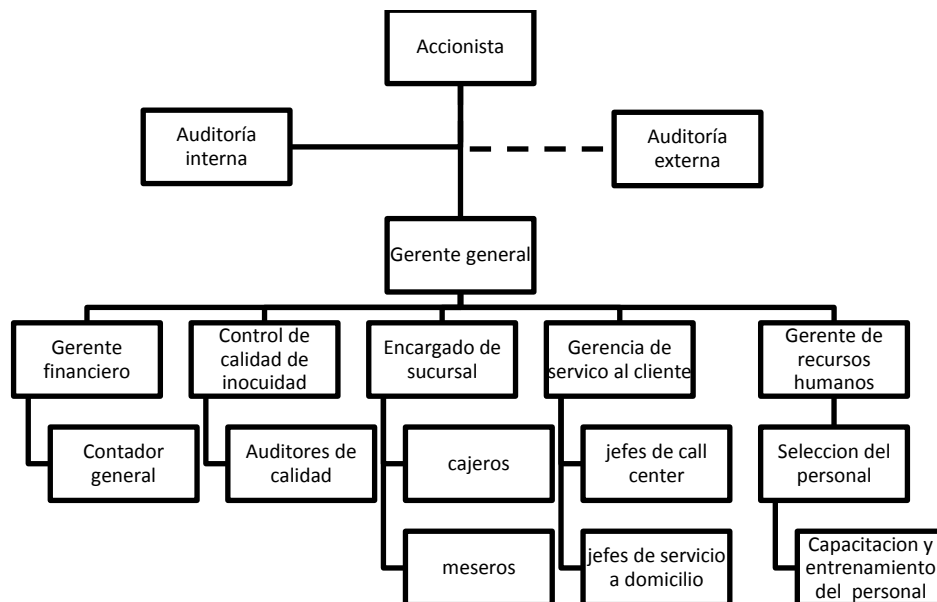 Accionista
Auditoría
interna
Auditoría
externa
Gerente general
Gerente
financiero
Control de
calidad de
inocuidad
Encargado de
sucursal
Gerencia de
servico al cliente
Gerente de
recursos
humanos
Contador
general
Auditores de
calidad
cajeros
jefes de call
center
Seleccion del
personal
meseros
jefes de servicio
a domicilio
Capacitacion y
entrenamiento
del personal